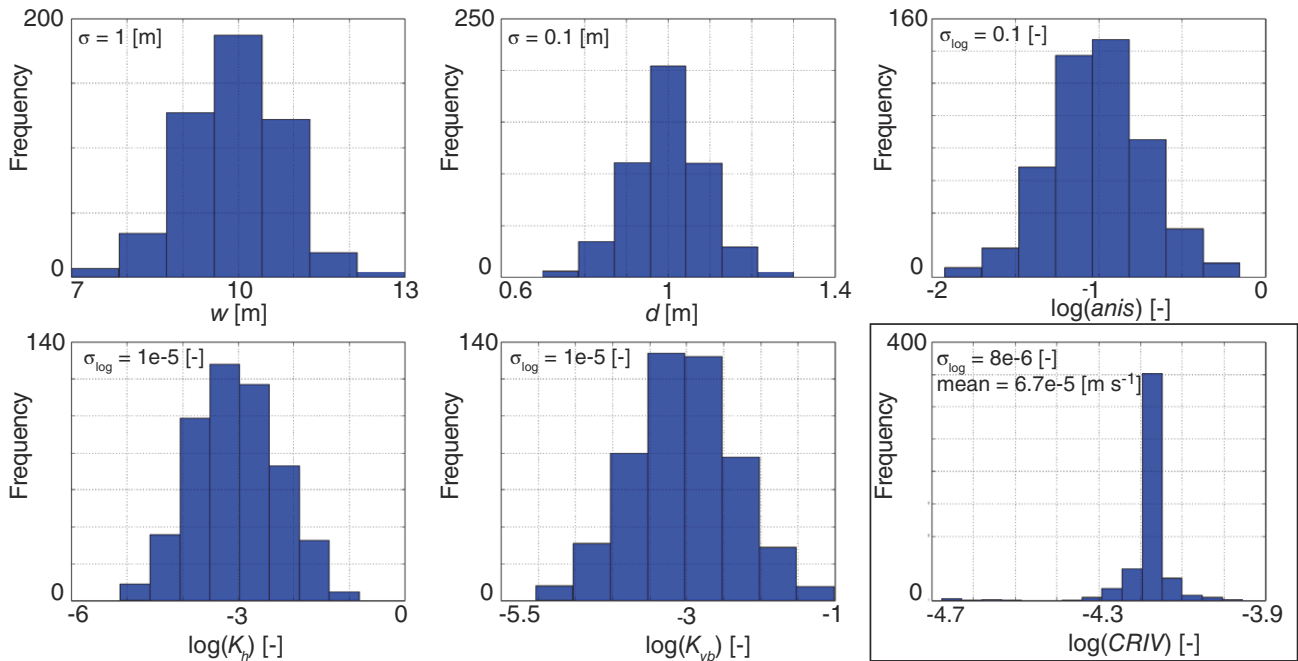 200
σ = 1 [m]
Frequency
0
7
10
13
w [m]
250
σ = 0.1 [m]
Frequency
0
0.6
1
1.4
d [m]
160
σlog = 0.1 [-]
Frequency
0
-2
-1
0
log(anis) [-]
140
σlog = 1e-5 [-]
Frequency
0
-6
-3
0
log(Kh) [-]
140
σlog = 1e-5 [-]
Frequency
0
-5.5
-3
-1
log(Kvb) [-]
400
σlog = 8e-6 [-]
mean = 6.7e-5 [m s-1]
Frequency
0
-4.7
-4.3
-3.9
log(CRIV) [-]